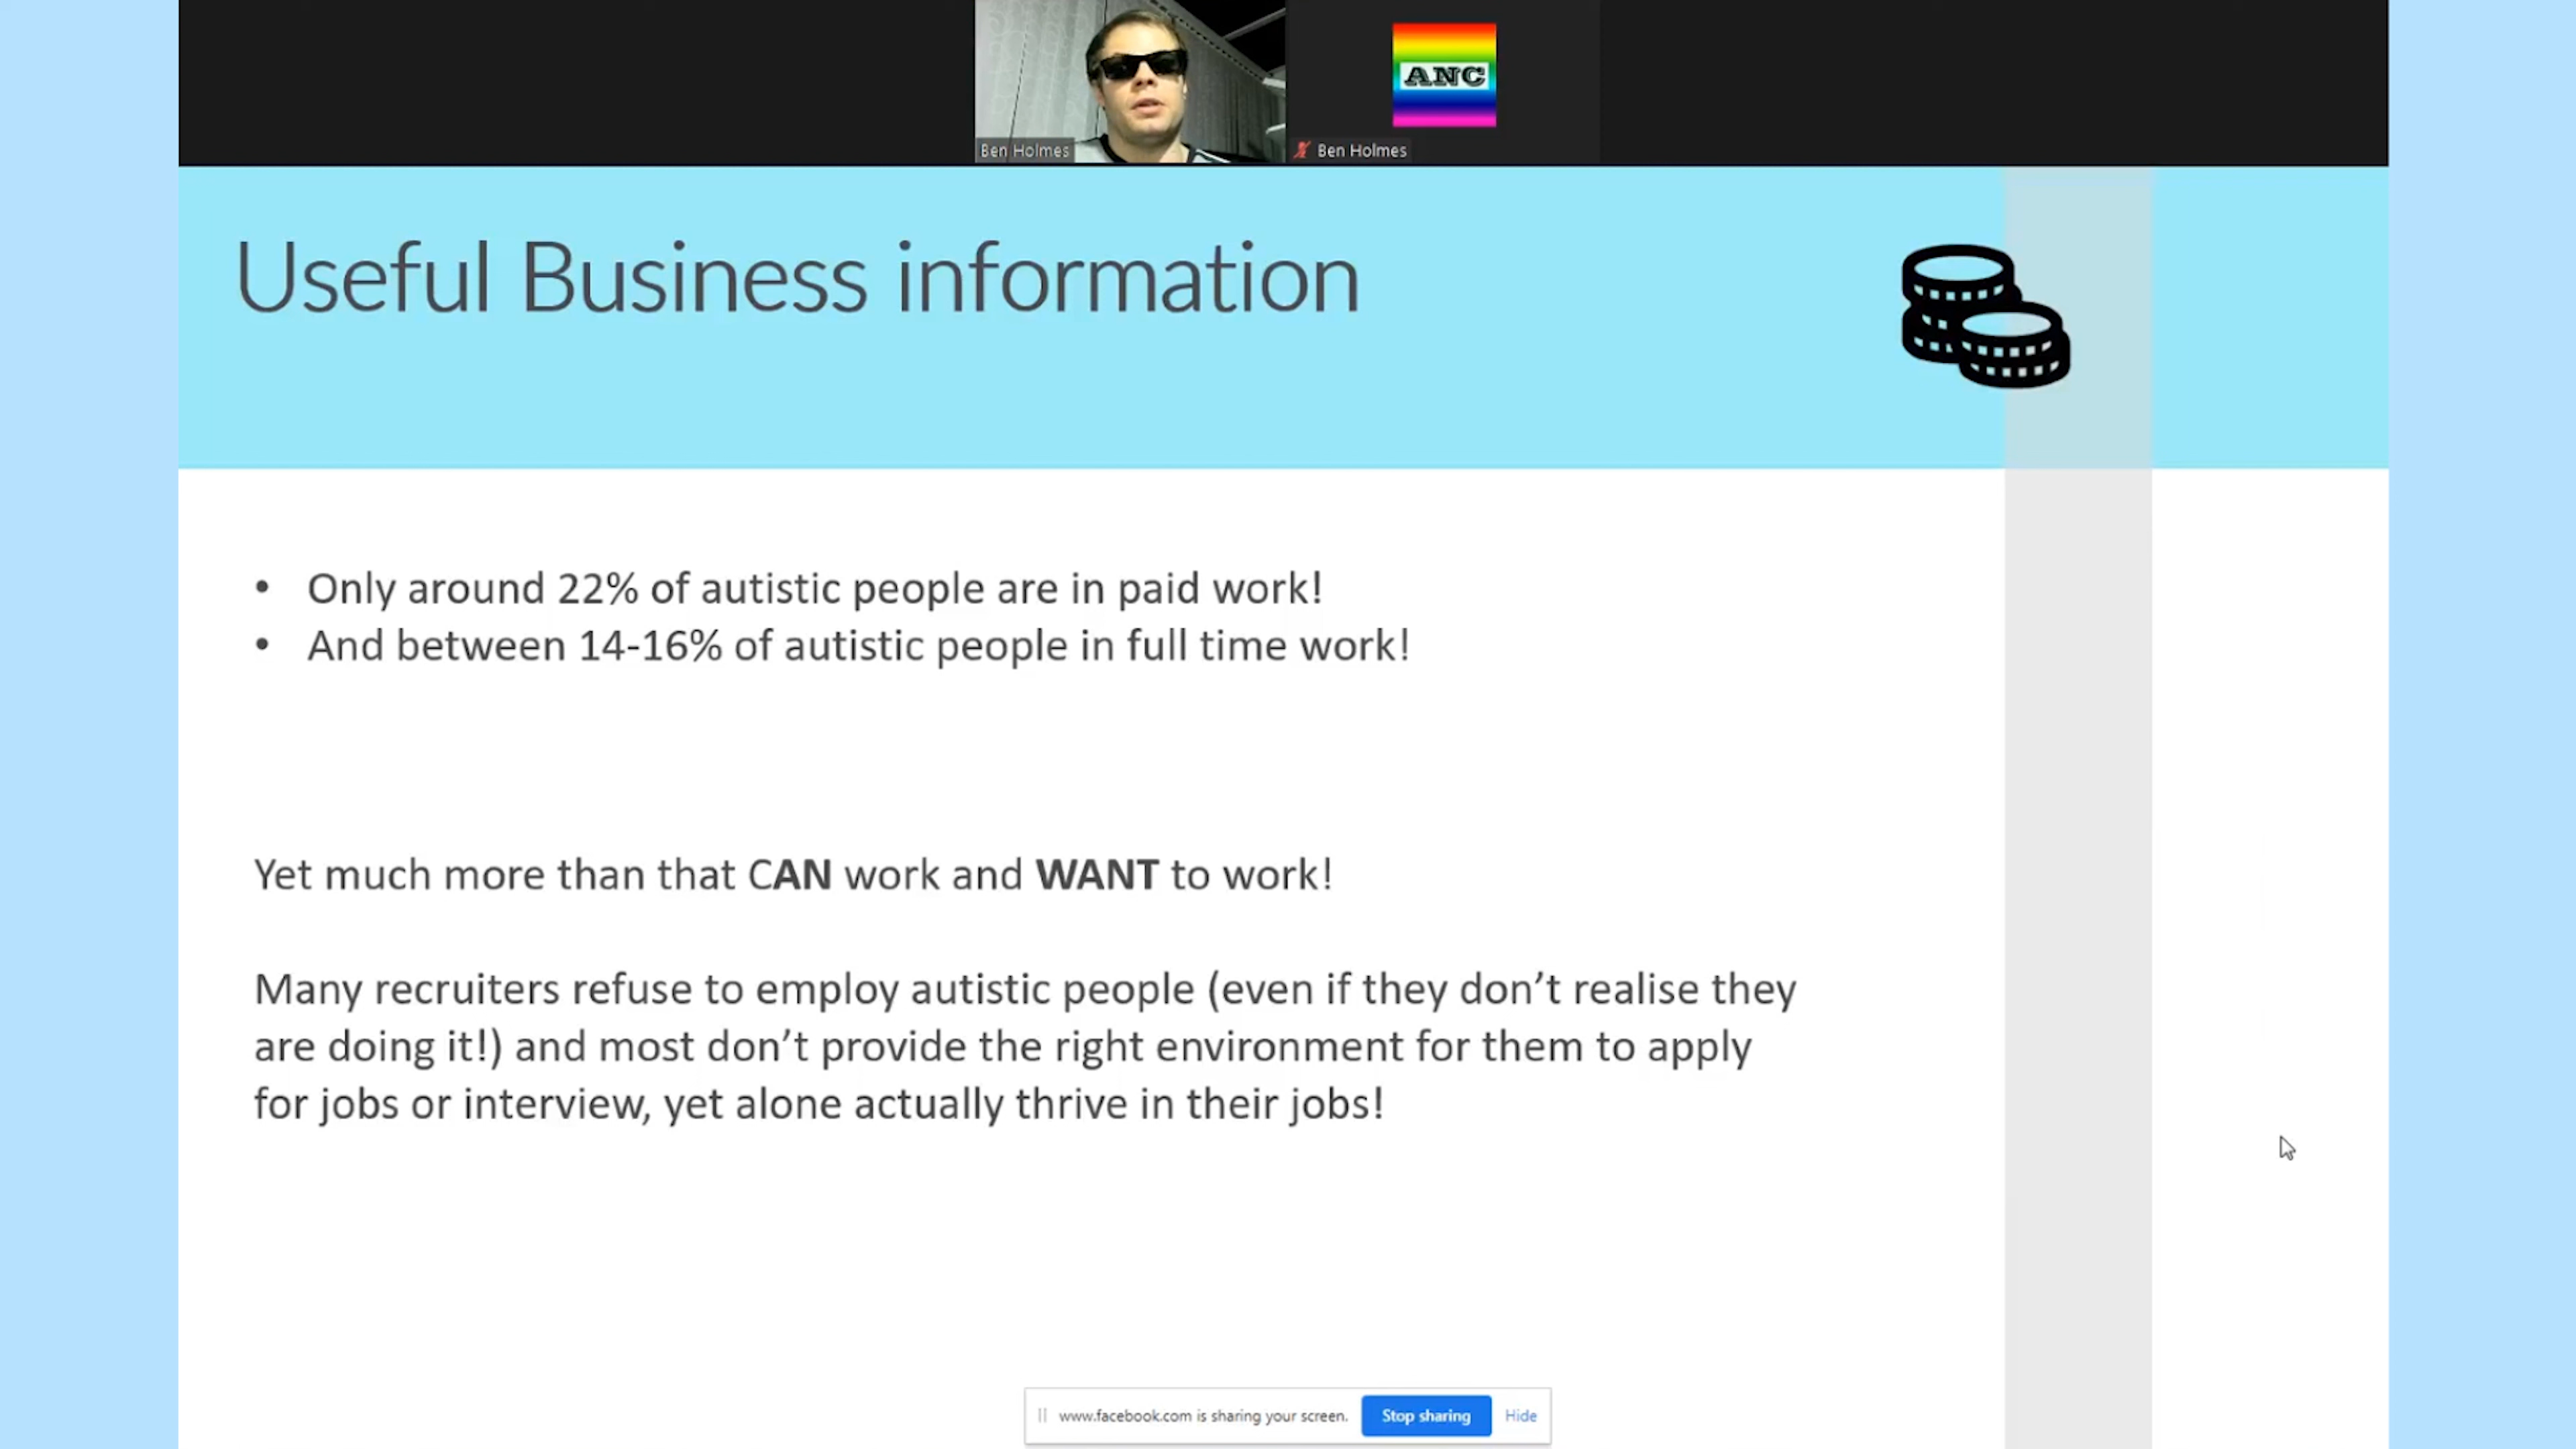 ANC
Ben Holmes
Ben Holmes
Useful Business information
• Only around 22% of autistic people are in paid work!
• And between 14-16% of autistic people in full time work!
Yet much more than that CAN work and WANT to work!
Many recruiters refuse to employ autistic people (even if they don’t realise they
are doing it!) and most don’t provide the right environment for them to apply
for jobs or interview, yet alone actually thrive in their jobs!
www.facebook.com is sharing your screen. Stop sharing Hide